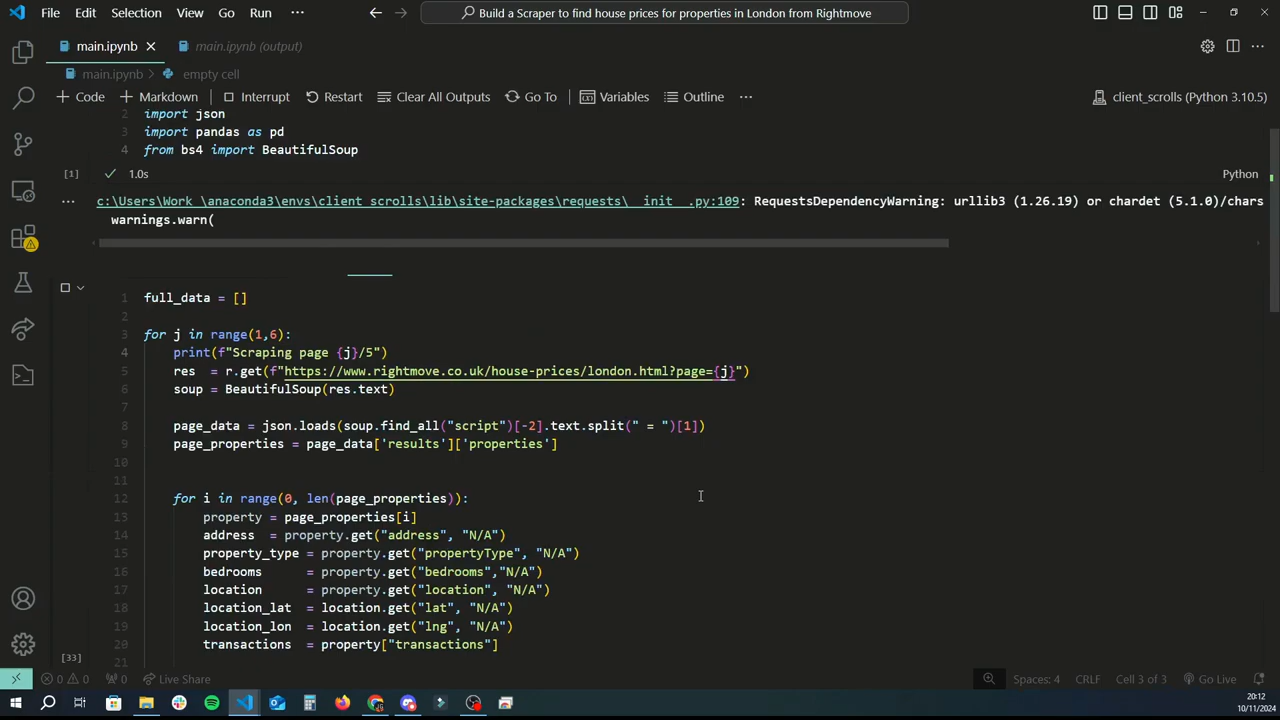 File Edit Selection View Go Run ··· Build a Scraper to find house prices for properties in London from Rightmove
main.ipynb main.ipynb (output)
main.ipynb > empty cell
+ Code + Markdown Interrupt Restart Clear All Outputs Go To Variables Outline ··· client_scrolls (Python 3.10.5)
2 import json
3 import pandas as pd
4 from bs4 import BeautifulSoup
[1] 1.0s Python
··· c:\Users\Work_\anaconda3\envs\client_scrolls\lib\site-packages\requests\__init__.py:109: RequestsDependencyWarning: urllib3 (1.26.19) or chardet (5.1.0)/chars
warnings.warn(
1 full_data = []
2
3 for j in range(1,6):
4 print(f"Scraping page {j}/5")
5 res = r.get(f"https://www.rightmove.co.uk/house-prices/london.html?page={j}")
6 soup = BeautifulSoup(res.text)
7
8 page_data = json.loads(soup.find_all("script")[-2].text.split(" = ")[1])
9 page_properties = page_data['results']['properties']
10
11
12 for i in range(0, len(page_properties)):
13 property = page_properties[i]
14 address = property.get("address", "N/A")
15 property_type = property.get("propertyType", "N/A")
16 bedrooms = property.get("bedrooms","N/A")
17 location = property.get("location", "N/A")
18 location_lat = location.get("lat", "N/A")
19 location_lon = location.get("lng", "N/A")
20 transactions = property["transactions"]
21
[33]
0 0 0 Live Share Spaces: 4 CRLF Cell 3 of 3 Go Live
20:12
10/11/2024